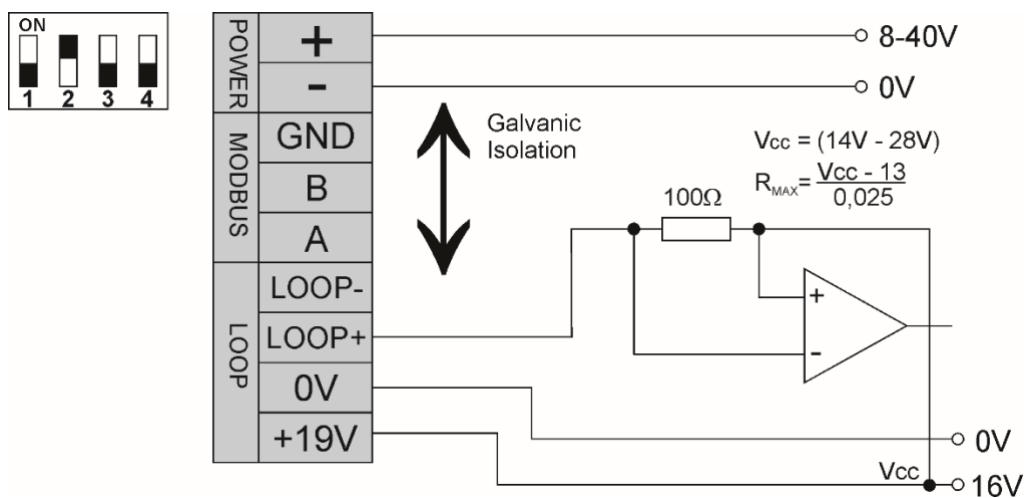 ON
1 2 3 4
POWER
+
-
MODBUS
GND
B
A
LOOP
LOOP-
LOOP+
0V
+19V
8-40V
0V
Galvanic
Isolation
Vcc = (14V - 28V)
RMAX= Vcc - 13
0,025
100Ω
+
-
0V
Vcc
16V